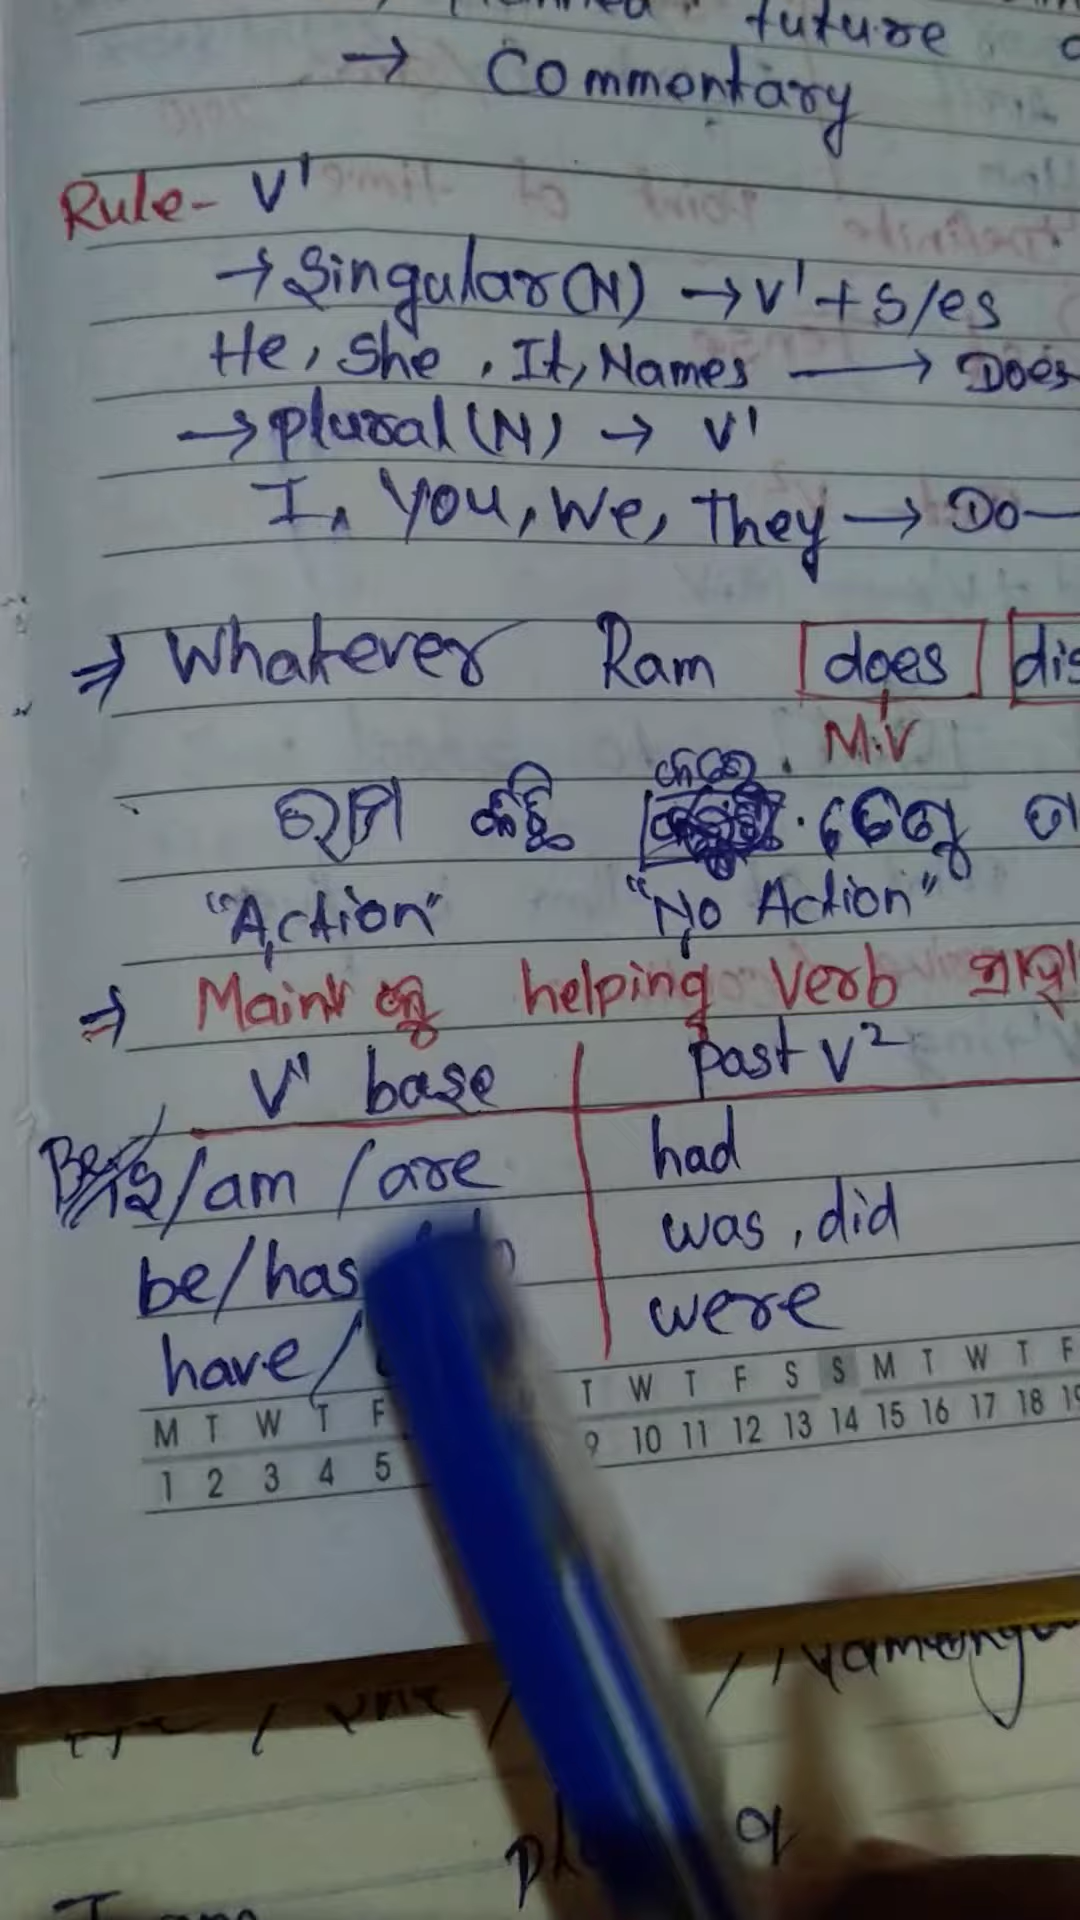 future
→ Commentary
Rule- V¹
→ Singular (N) → V¹ + S/es
He, She, It, Names → Does
→ plural (N) → V¹
I, You, We, They → Do
⇒ Whatever Ram does
M.V
ରାମ କିଛି କରେ . ତେଣୁ
"Action" "No Action"
⇒ Main କୁ helping verb
V¹ base past V²
is/am/are had
be/has was, did
have/ were
M T W T F T W T F S S M T W T F
1 2 3 4 5 9 10 11 12 13 14 15 16 17 18 19